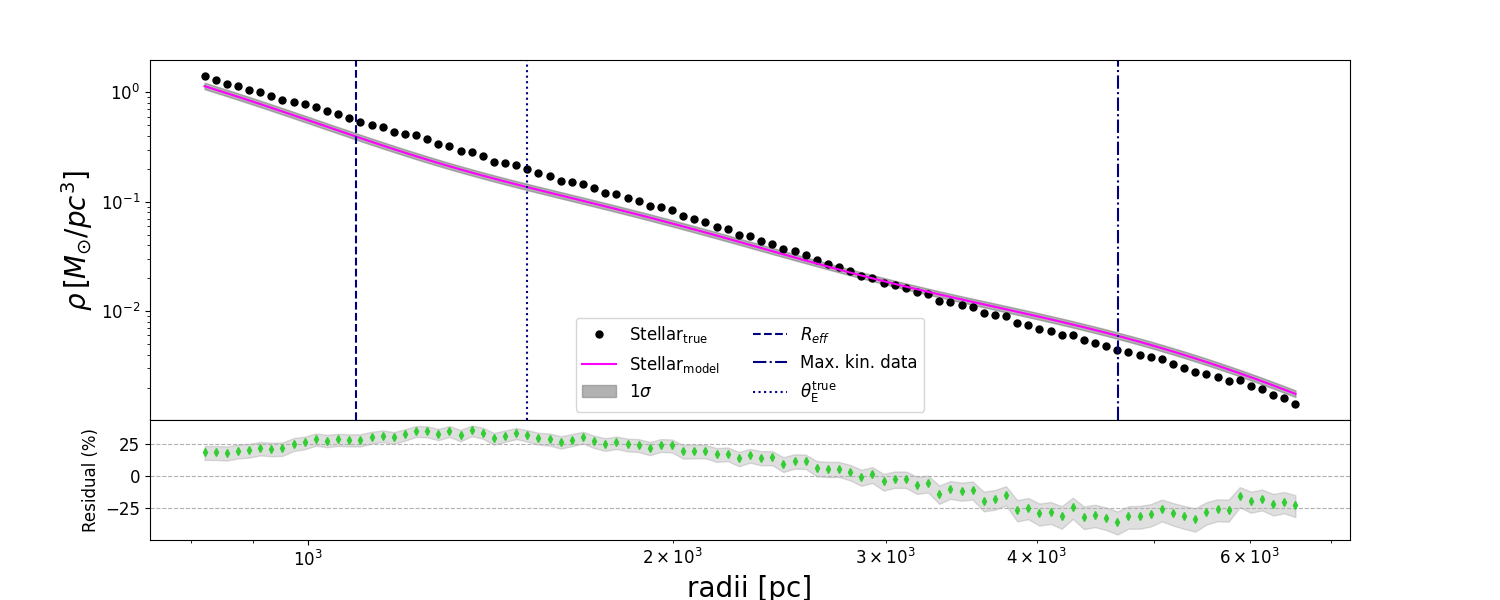 10⁰
10⁻¹
10⁻²
ρ [M⊙/pc³]
Stellar_true
Stellar_model
1σ
R_eff
Max. kin. data
θ_E^true
25
0
−25
Residual (%)
10³
2 × 10³
3 × 10³
4 × 10³
6 × 10³
radii [pc]